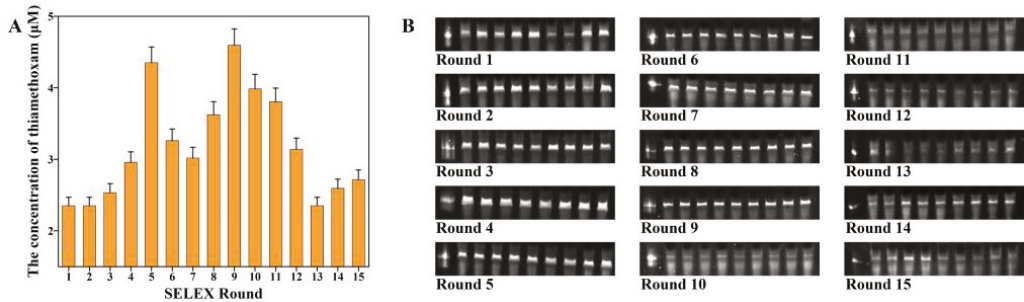 A
The concentration of thiamethoxam (μM)
5
4
3
2
1 2 3 4 5 6 7 8 9 10 11 12 13 14 15
SELEX Round
B
Round 1
Round 2
Round 3
Round 4
Round 5
Round 6
Round 7
Round 8
Round 9
Round 10
Round 11
Round 12
Round 13
Round 14
Round 15